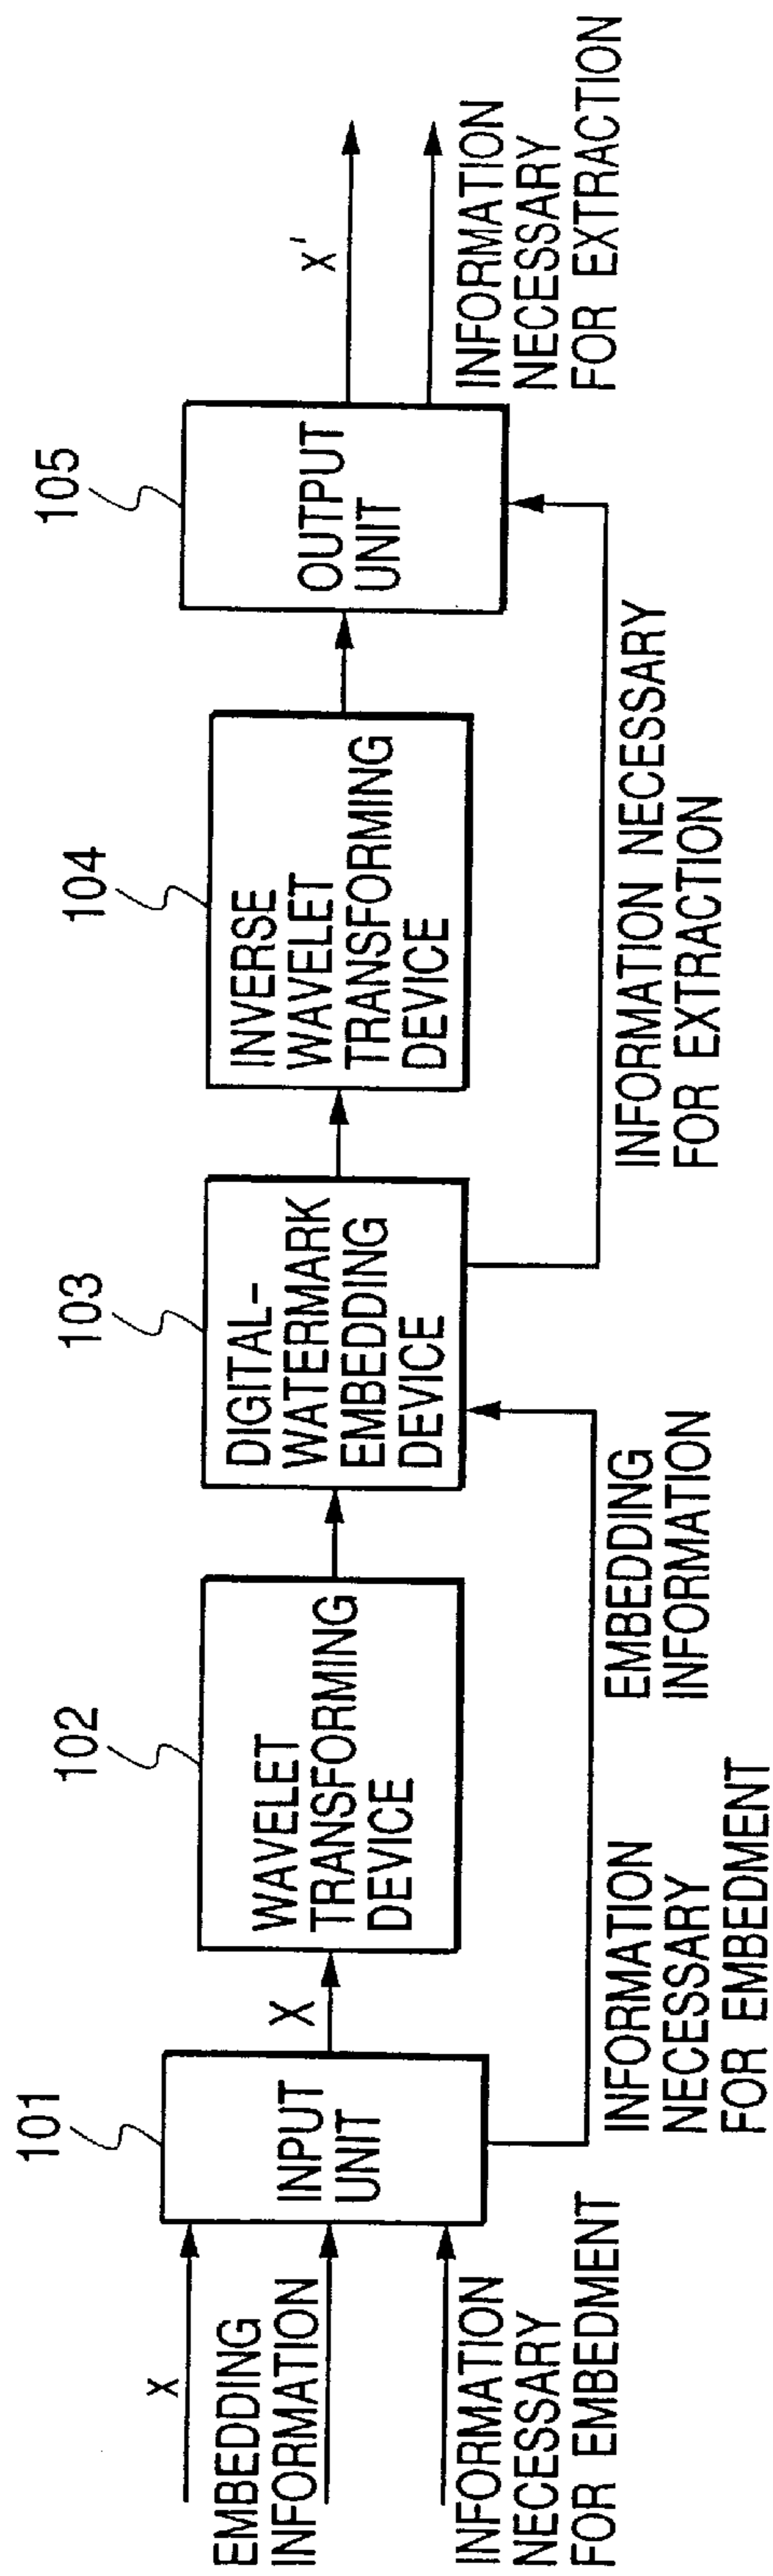 X
EMBEDDING
INFORMATION
INFORMATION
NECESSARY
FOR EMBEDMENT
101
INPUT
UNIT
X
102
WAVELET
TRANSFORMING
DEVICE
INFORMATION
NECESSARY
FOR EMBEDMENT
EMBEDDING
INFORMATION
103
DIGITAL-
WATERMARK
EMBEDDING
DEVICE
104
INVERSE
WAVELET
TRANSFORMING
DEVICE
INFORMATION NECESSARY
FOR EXTRACTION
105
OUTPUT
UNIT
X'
INFORMATION
NECESSARY
FOR EXTRACTION